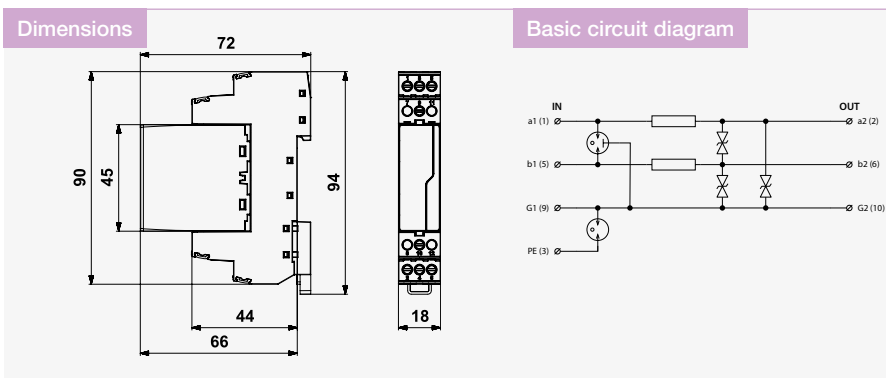 Dimensions
72
90
45
94
44
66
18
Basic circuit diagram
IN
OUT
a1 (1)
a2 (2)
b1 (5)
b2 (6)
G1 (9)
G2 (10)
PE (3)